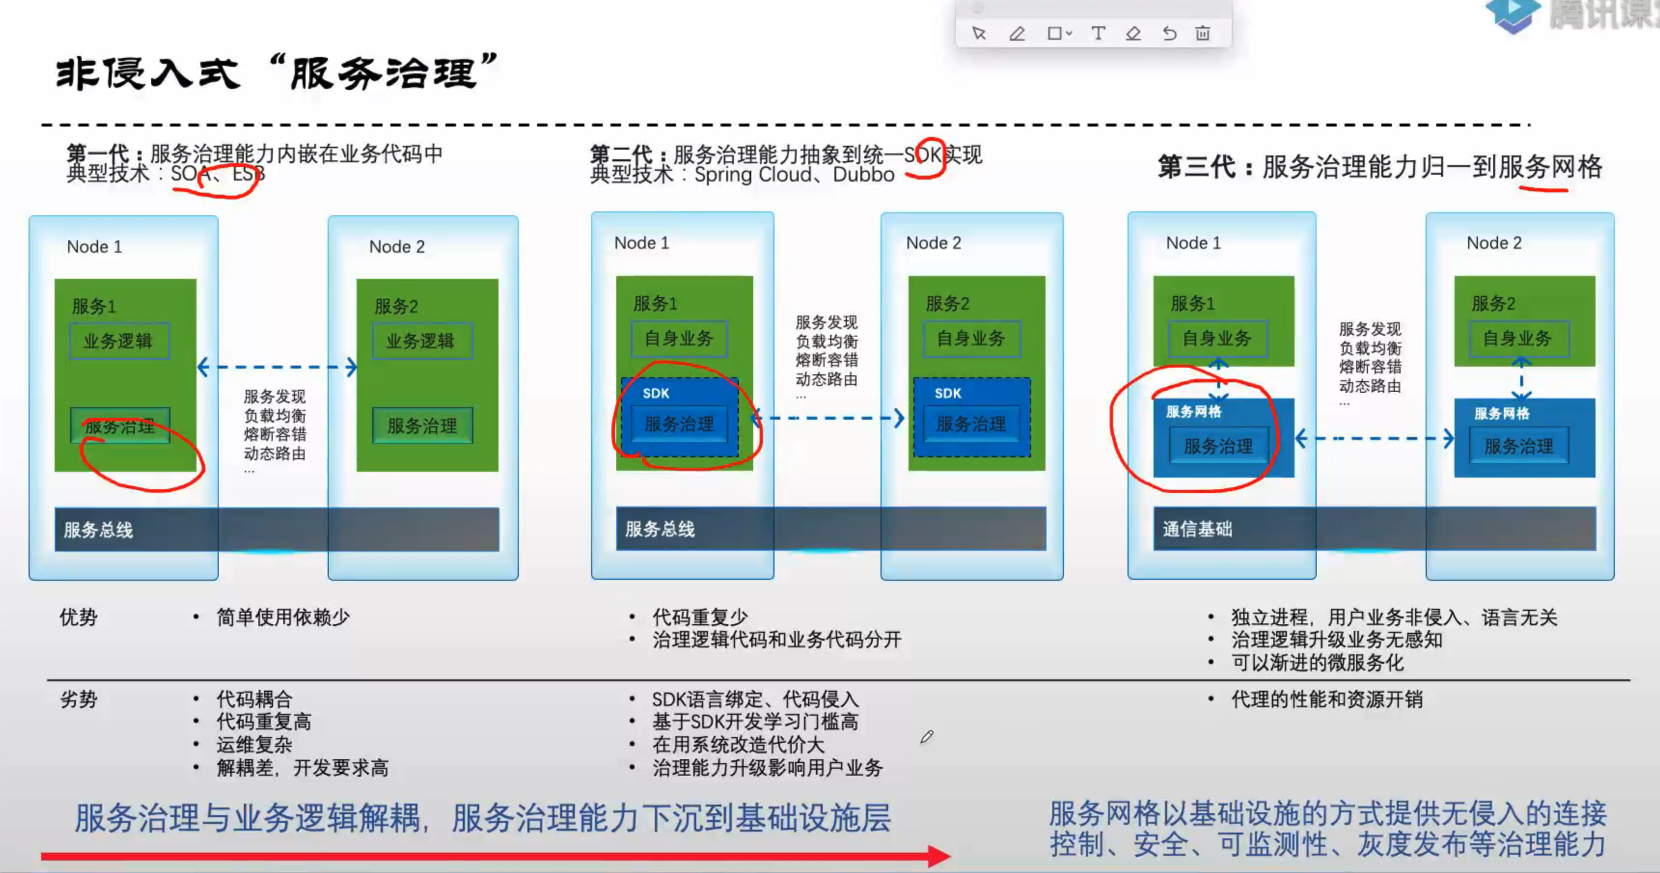 腾讯课堂
非侵入式“服务治理”
第一代：服务治理能力内嵌在业务代码中
典型技术：SOA、ESB
Node 1
Node 2
服务1
业务逻辑
服务治理
服务2
业务逻辑
服务治理
服务发现
负载均衡
熔断容错
动态路由
...
服务总线
第二代：服务治理能力抽象到统一SDK实现
典型技术：Spring Cloud、Dubbo
Node 1
Node 2
服务1
自身业务
SDK
服务治理
服务2
自身业务
SDK
服务治理
服务发现
负载均衡
熔断容错
动态路由
...
服务总线
第三代：服务治理能力归一到服务网格
Node 1
Node 2
服务1
自身业务
服务网格
服务治理
服务2
自身业务
服务网格
服务治理
服务发现
负载均衡
熔断容错
动态路由
...
通信基础
优势
• 简单使用依赖少
• 代码重复少
• 治理逻辑代码和业务代码分开
• 独立进程，用户业务非侵入、语言无关
• 治理逻辑升级业务无感知
• 可以渐进的微服务化
劣势
• 代码耦合
• 代码重复高
• 运维复杂
• 解耦差，开发要求高
• SDK语言绑定、代码侵入
• 基于SDK开发学习门槛高
• 在用系统改造代价大
• 治理能力升级影响用户业务
• 代理的性能和资源开销
服务治理与业务逻辑解耦，服务治理能力下沉到基础设施层
服务网格以基础设施的方式提供无侵入的连接
控制、安全、可监测性、灰度发布等治理能力